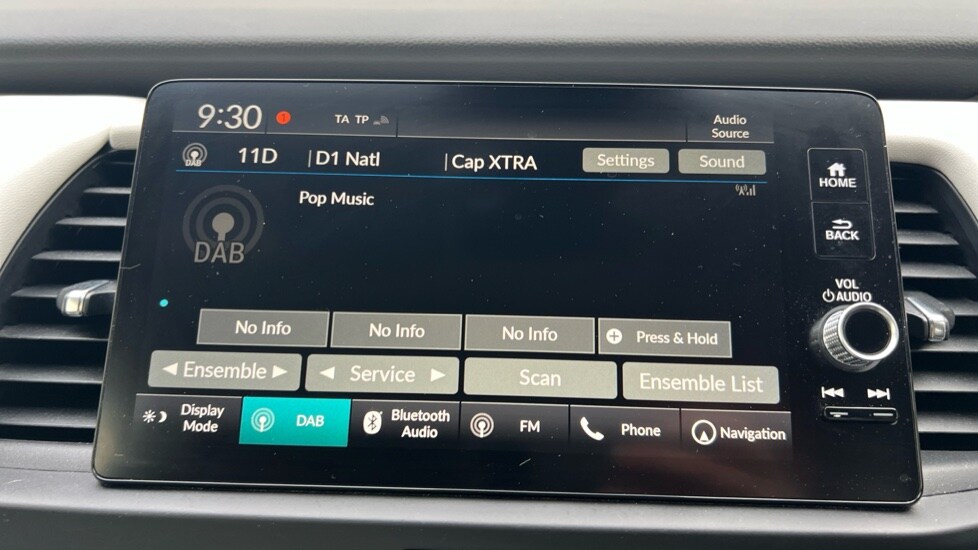 9:30 TA TP Audio
Source
DAB 11D D1 Natl Cap XTRA Settings Sound
Pop Music
DAB
HOME
BACK
VOL
AUDIO
No Info No Info No Info Press & Hold
Ensemble Service Scan Ensemble List
Display
Mode DAB Bluetooth
Audio FM Phone Navigation